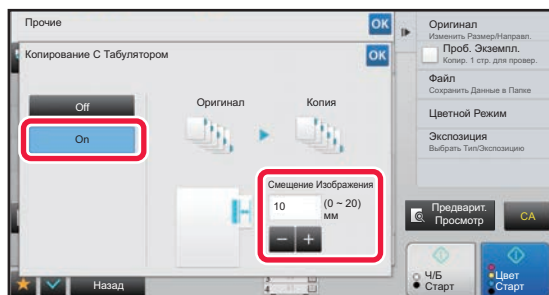 Прочие
OK
Копирование С Табулятором
OK
Off
On
Оригинал
Копия
Смещение Изображения
10
(0 ~ 20)
мм
Назад
Оригинал
Изменить Размер/Направл.
Проб. Экземпл.
Копир. 1 стр. для провер.
Файл
Сохранить Данные в Папке
Цветной Режим
Экспозиция
Выбрать Тип/Экспозицию
Предварит.
Просмотр
CA
Ч/Б
Старт
Цвет
Старт